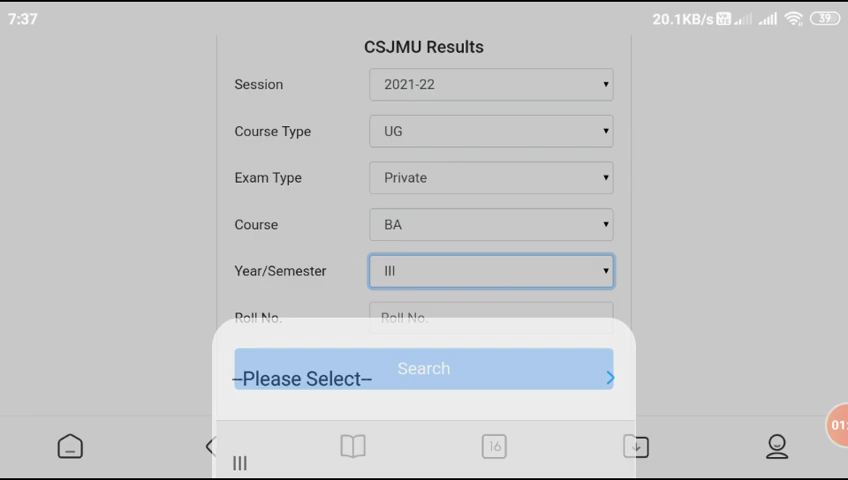 7:37
20.1KB/s
39
CSJMU Results
Session
2021-22
Course Type
UG
Exam Type
Private
Course
BA
Year/Semester
III
Roll No.
Roll No.
Search
--Please Select--
16
III